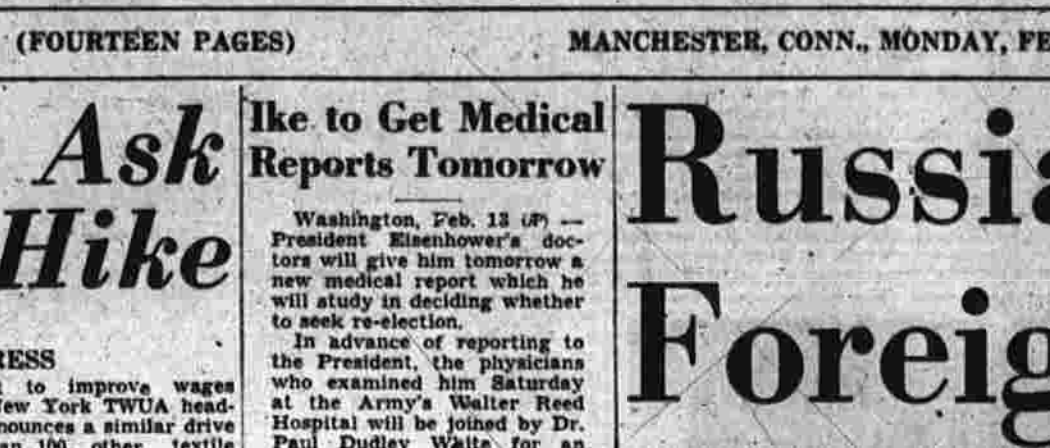 (FOURTEEN PAGES)
MANCHESTER, CONN., MONDAY, FE
Ask
Hike
RESS
t to improve wages
New York TWUA head-
nounces a similar drive
an 100 other textile
Ike to Get Medical
Reports Tomorrow
Washington, Feb. 13 (AP) —
President Eisenhower's doc-
tors will give him tomorrow a
new medical report which he
will study in deciding whether
to seek re-election.
In advance of reporting to
the President, the physicians
who examined him Saturday
at the Army's Walter Reed
Hospital will be joined by Dr.
Paul Dudley White for an
Russia
Foreig